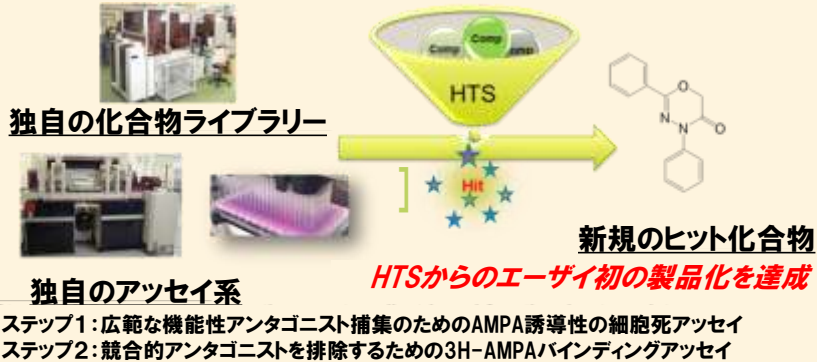 Comp
Comp
HTS
独自の化合物ライブラリー
O
N
N
O
Hit
新規のヒット化合物
独自のアッセイ系
HTSからのエーザイ初の製品化を達成
ステップ1:広範な機能性アンタゴニスト捕集のためのAMPA誘導性の細胞死アッセイ
ステップ2:競合的アンタゴニストを排除するための3H-AMPAバインディングアッセイ